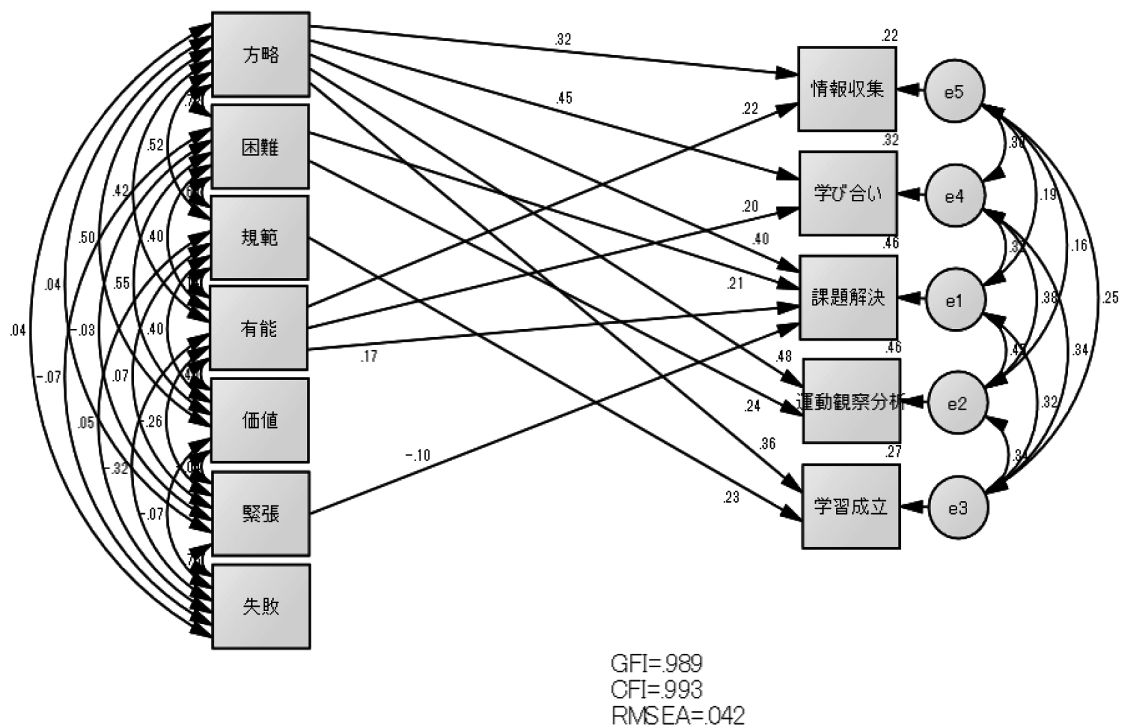 方略
困難
規範
有能
価値
緊張
失敗
.52
.42
.40
.50
.04
.55
.04
-.03
.40
-.07
.07
.05
-.26
-.32
-.07
.32
.45
.22
.20
.40
.21
.17
.48
.24
-.10
.36
.23
.22
情報収集
e5
.32
学び合い
e4
.46
課題解決
e1
.46
運動観察分析
e2
.27
学習成立
e3
.19
.16
.38
.25
.34
.32
GFI=.989
CFI=.993
RMSEA=.042